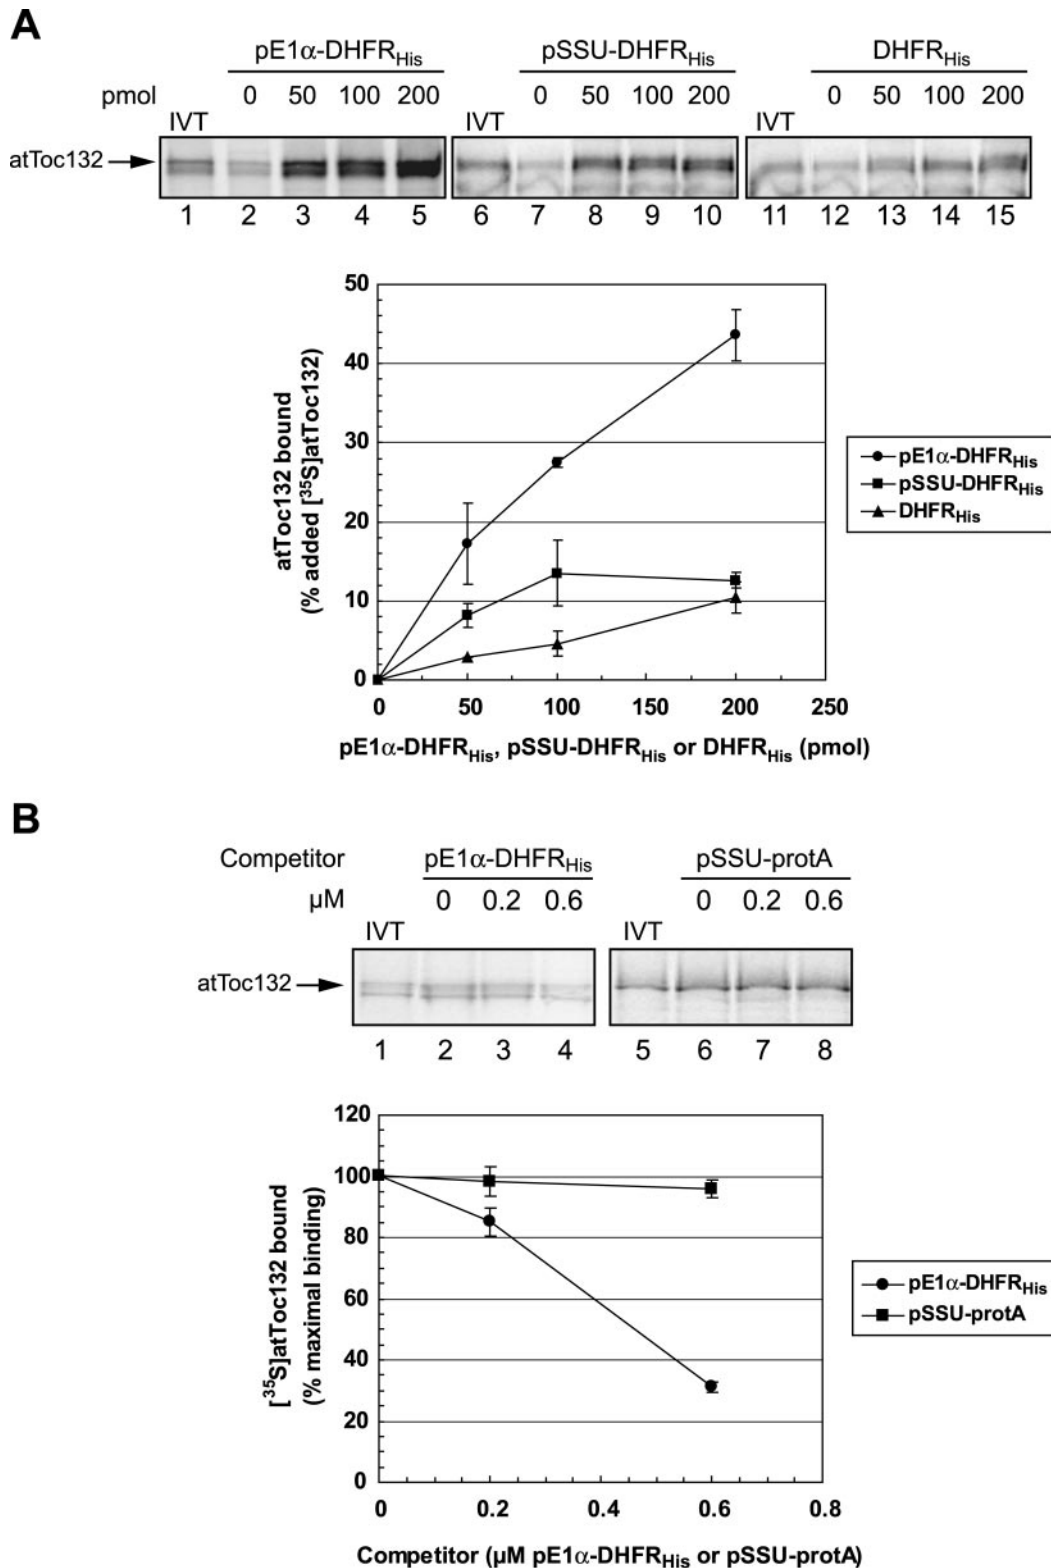 A
pE1α-DHFRHis pSSU-DHFRHis DHFRHis
pmol 0 50 100 200 0 50 100 200 0 50 100 200
IVT IVT IVT
atToc132
1 2 3 4 5 6 7 8 9 10 11 12 13 14 15
50
40
30
20
10
0
atToc132 bound
(% added [35S]atToc132)
pE1α-DHFRHis
pSSU-DHFRHis
DHFRHis
0 50 100 150 200 250
pE1α-DHFRHis, pSSU-DHFRHis or DHFRHis (pmol)
B
Competitor pE1α-DHFRHis pSSU-protA
µM 0 0.2 0.6 0 0.2 0.6
IVT IVT
atToc132
1 2 3 4 5 6 7 8
120
100
80
60
40
20
0
[35S]atToc132 bound
(% maximal binding)
pE1α-DHFRHis
pSSU-protA
0 0.2 0.4 0.6 0.8
Competitor (µM pE1α-DHFRHis or pSSU-protA)